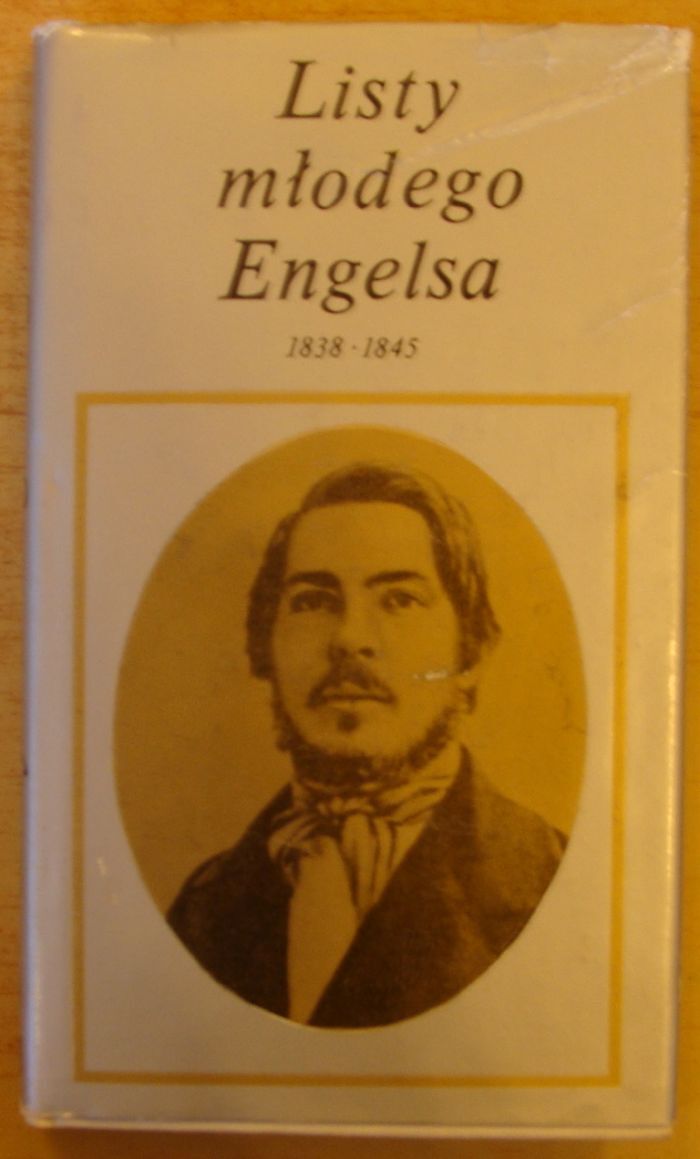 Listy
młodego
Engelsa
1838 · 1845